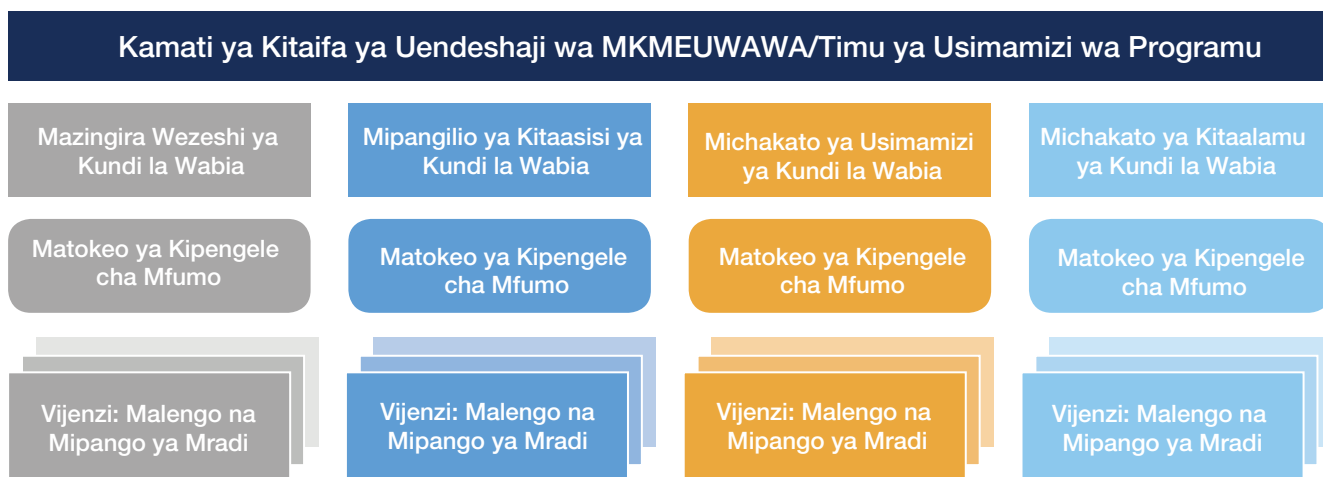 Kamati ya Kitaifa ya Uendeshaji wa MKMEUWAWA/Timu ya Usimamizi wa Programu
Mazingira Wezeshi ya
Kundi la Wabia
Mipangilio ya Kitaasisi ya
Kundi la Wabia
Michakato ya Usimamizi
ya Kundi la Wabia
Michakato ya Kitaalamu
ya Kundi la Wabia
Matokeo ya Kipengele
cha Mfumo
Matokeo ya Kipengele
cha Mfumo
Matokeo ya Kipengele
cha Mfumo
Matokeo ya Kipengele
cha Mfumo
Vijenzi: Malengo na
Mipango ya Mradi
Vijenzi: Malengo na
Mipango ya Mradi
Vijenzi: Malengo na
Mipango ya Mradi
Vijenzi: Malengo na
Mipango ya Mradi